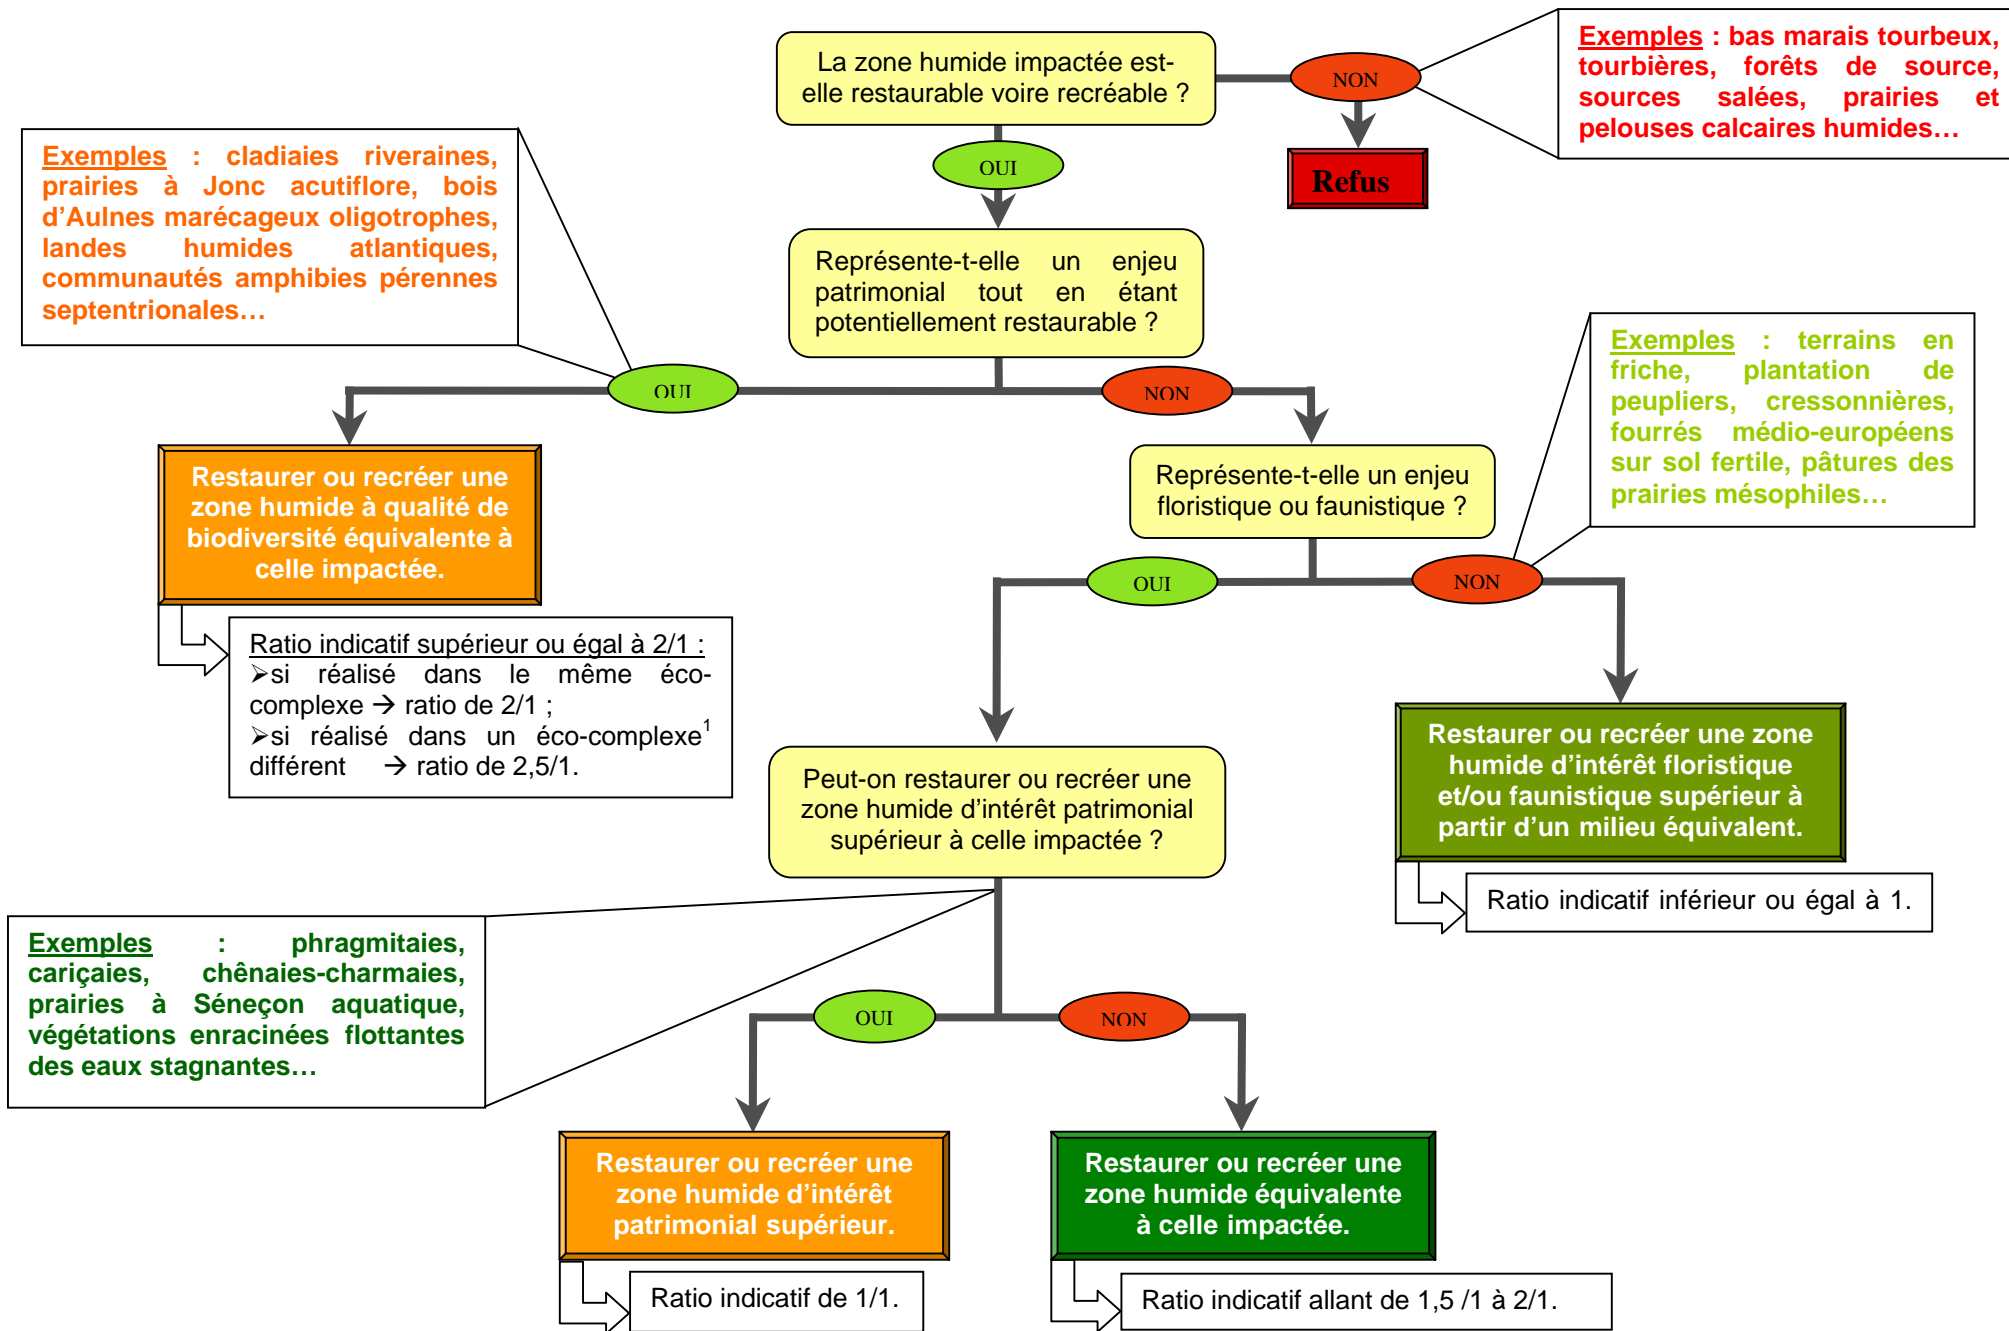 La zone humide impactée est-
elle restaurable voire recréable ?
NON
Exemples : bas marais tourbeux,
tourbières, forêts de source,
sources salées, prairies et
pelouses calcaires humides…
Refus
OUI
Exemples : cladiaies riveraines,
prairies à Jonc acutiflore, bois
d’Aulnes marécageux oligotrophes,
landes humides atlantiques,
communautés amphibies pérennes
septentrionales…
Représente-t-elle un enjeu
patrimonial tout en étant
potentiellement restaurable ?
OUI
NON
Exemples : terrains en
friche, plantation de
peupliers, cressonnières,
fourrés médio-européens
sur sol fertile, pâtures des
prairies mésophiles…
Restaurer ou recréer une
zone humide à qualité de
biodiversité équivalente à
celle impactée.
Ratio indicatif supérieur ou égal à 2/1 :
➢si réalisé dans le même éco-
complexe → ratio de 2/1 ;
➢si réalisé dans un éco-complexe¹
différent → ratio de 2,5/1.
Représente-t-elle un enjeu
floristique ou faunistique ?
OUI
NON
Peut-on restaurer ou recréer une
zone humide d’intérêt patrimonial
supérieur à celle impactée ?
Restaurer ou recréer une zone
humide d’intérêt floristique
et/ou faunistique supérieur à
partir d’un milieu équivalent.
Ratio indicatif inférieur ou égal à 1.
Exemples : phragmitaies,
cariçaies, chênaies-charmaies,
prairies à Séneçon aquatique,
végétations enracinées flottantes
des eaux stagnantes…
OUI
NON
Restaurer ou recréer une
zone humide d’intérêt
patrimonial supérieur.
Ratio indicatif de 1/1.
Restaurer ou recréer une
zone humide équivalente
à celle impactée.
Ratio indicatif allant de 1,5 /1 à 2/1.